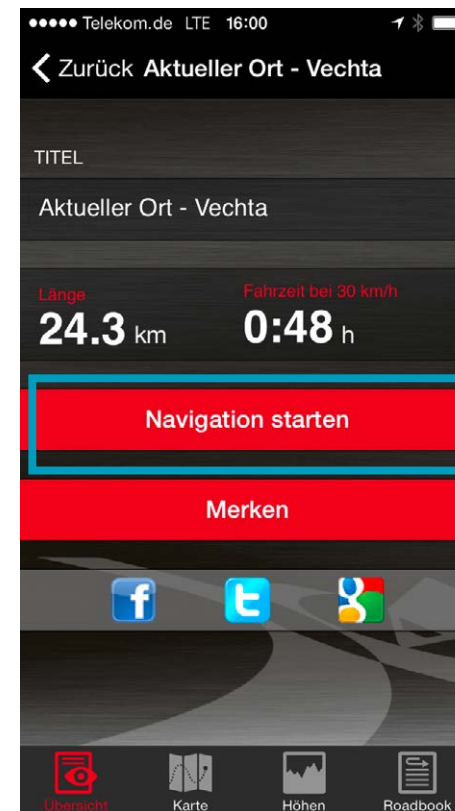 Telekom.de LTE 16:00
Zurück Aktueller Ort - Vechta
TITEL
Aktueller Ort - Vechta
Länge Fahrzeit bei 30 km/h
24.3 km 0:48 h
Navigation starten
Merken
f t g
Übersicht Karte Höhen Roadbook